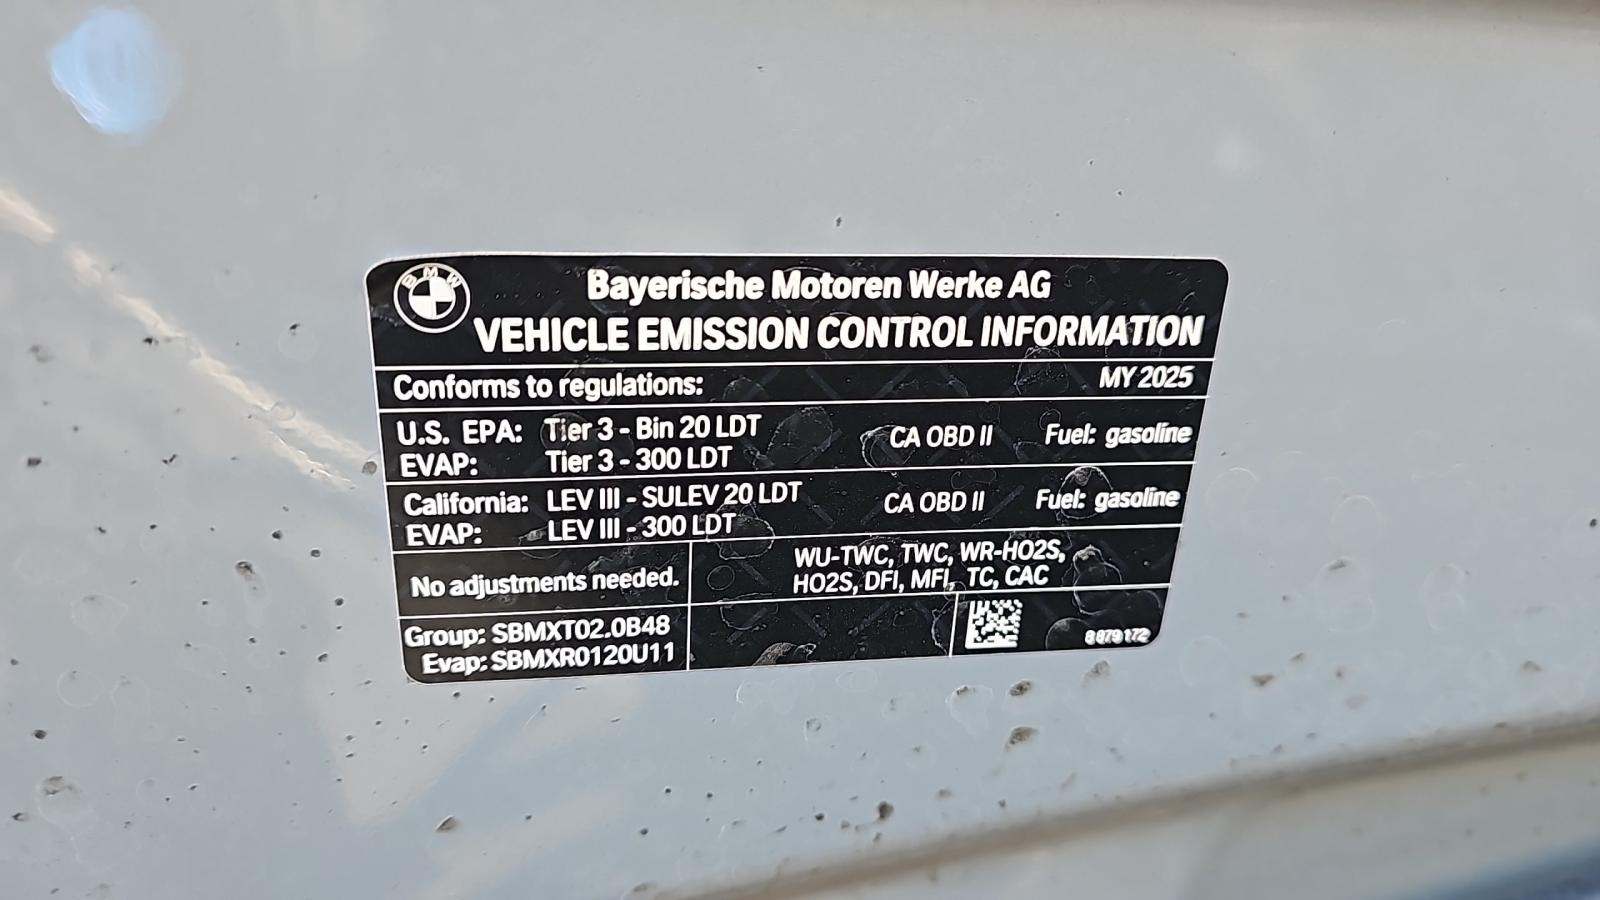 BMW
Bayerische Motoren Werke AG
VEHICLE EMISSION CONTROL INFORMATION
Conforms to regulations: MY 2025
U.S. EPA: Tier 3 - Bin 20 LDT CA OBD II Fuel: gasoline
EVAP: Tier 3 - 300 LDT
California: LEV III - SULEV 20 LDT CA OBD II Fuel: gasoline
EVAP: LEV III - 300 LDT
No adjustments needed.
WU-TWC, TWC, WR-HO2S,
HO2S, DFI, MFI, TC, CAC
Group: SBMXT02.0B48
Evap: SBMXR0120U11
8 879 172